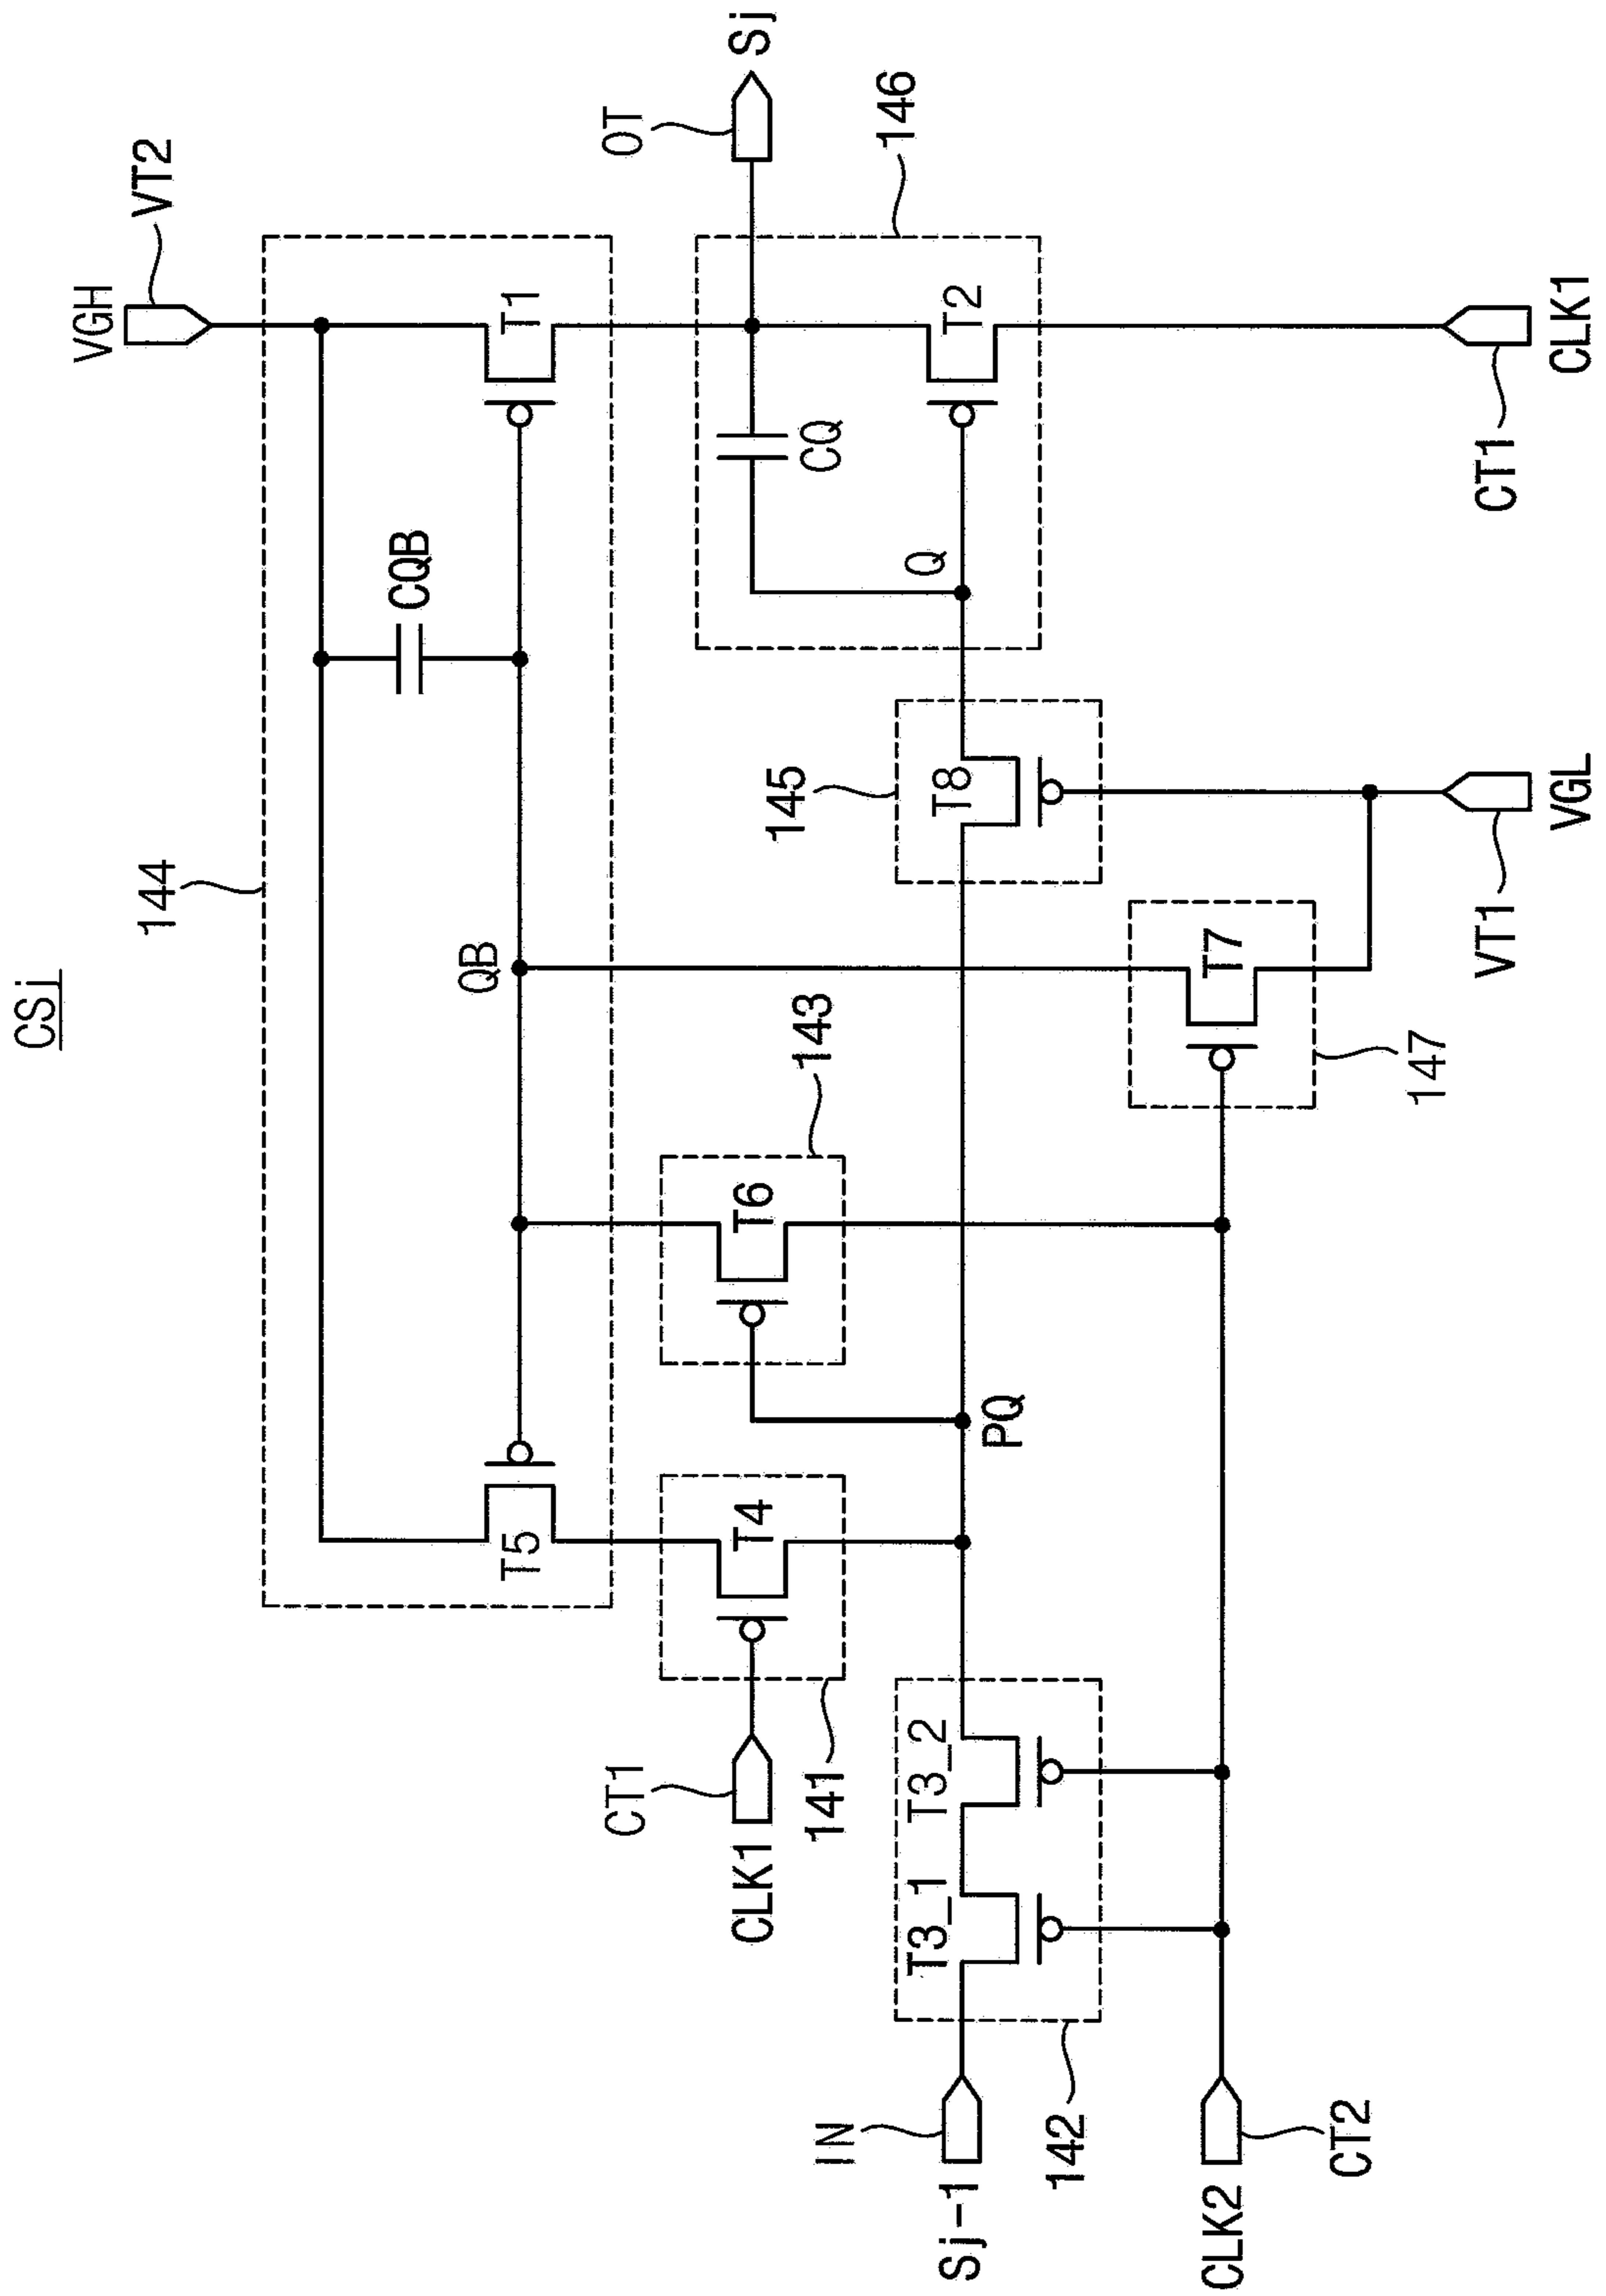 CSj
VGH
VT2
144
T5
QB
CQB
T1
CT1
CLK1
141
T4
143
T6
OT
Sj
CQ
146
145
T8
Q
T2
PQ
IN
Sj-1
142
T3_1
T3_2
147
T7
CLK2
CT2
VT1
VGL
CT1
CLK1